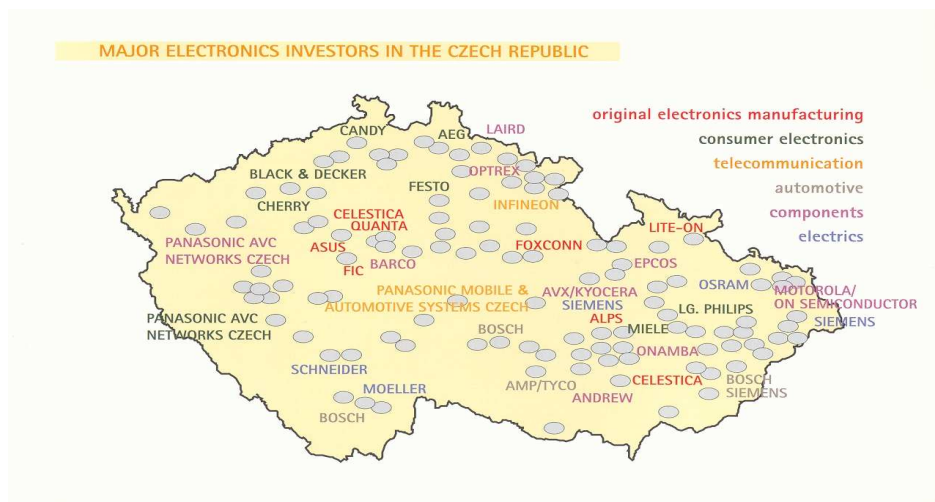 MAJOR ELECTRONICS INVESTORS IN THE CZECH REPUBLIC
original electronics manufacturing
consumer electronics
telecommunication
automotive
components
electrics
CANDY
AEG
LAIRD
BLACK & DECKER
OPTREX
FESTO
CHERRY
INFINEON
CELESTICA
QUANTA
LITE-ON
PANASONIC AVC
NETWORKS CZECH
ASUS
FOXCONN
FIC
BARCO
EPCOS
PANASONIC MOBILE &
AUTOMOTIVE SYSTEMS CZECH
AVX/KYOCERA
SIEMENS
OSRAM
MOTOROLA/
ON SEMICONDUCTOR
PANASONIC AVC
NETWORKS CZECH
ALPS
LG. PHILIPS
SIEMENS
BOSCH
MIELE
ONAMBA
SCHNEIDER
MOELLER
AMP/TYCO
CELESTICA
BOSCH
SIEMENS
ANDREW
BOSCH